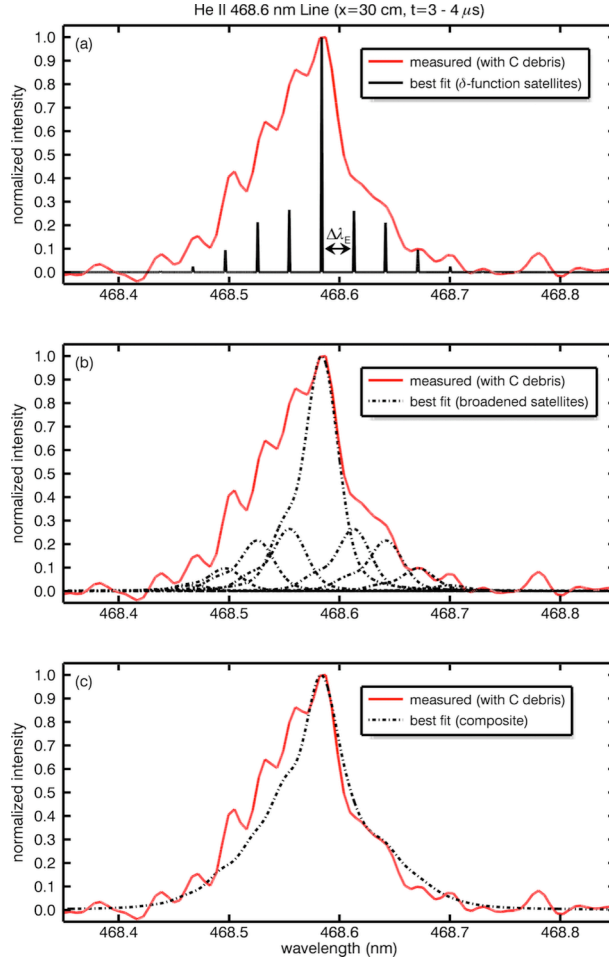 He II 468.6 nm Line (x=30 cm, t=3 - 4 μs)
(a)
measured (with C debris)
best fit (δ-function satellites)
1.0
0.9
0.8
0.7
0.6
0.5
0.4
0.3
0.2
0.1
0.0
normalized intensity
Δλ_E
468.4 468.5 468.6 468.7 468.8
(b)
measured (with C debris)
best fit (broadened satellites)
1.0
0.9
0.8
0.7
0.6
0.5
0.4
0.3
0.2
0.1
0.0
normalized intensity
468.4 468.5 468.6 468.7 468.8
(c)
measured (with C debris)
best fit (composite)
1.0
0.9
0.8
0.7
0.6
0.5
0.4
0.3
0.2
0.1
0.0
normalized intensity
468.4 468.5 468.6 468.7 468.8
wavelength (nm)